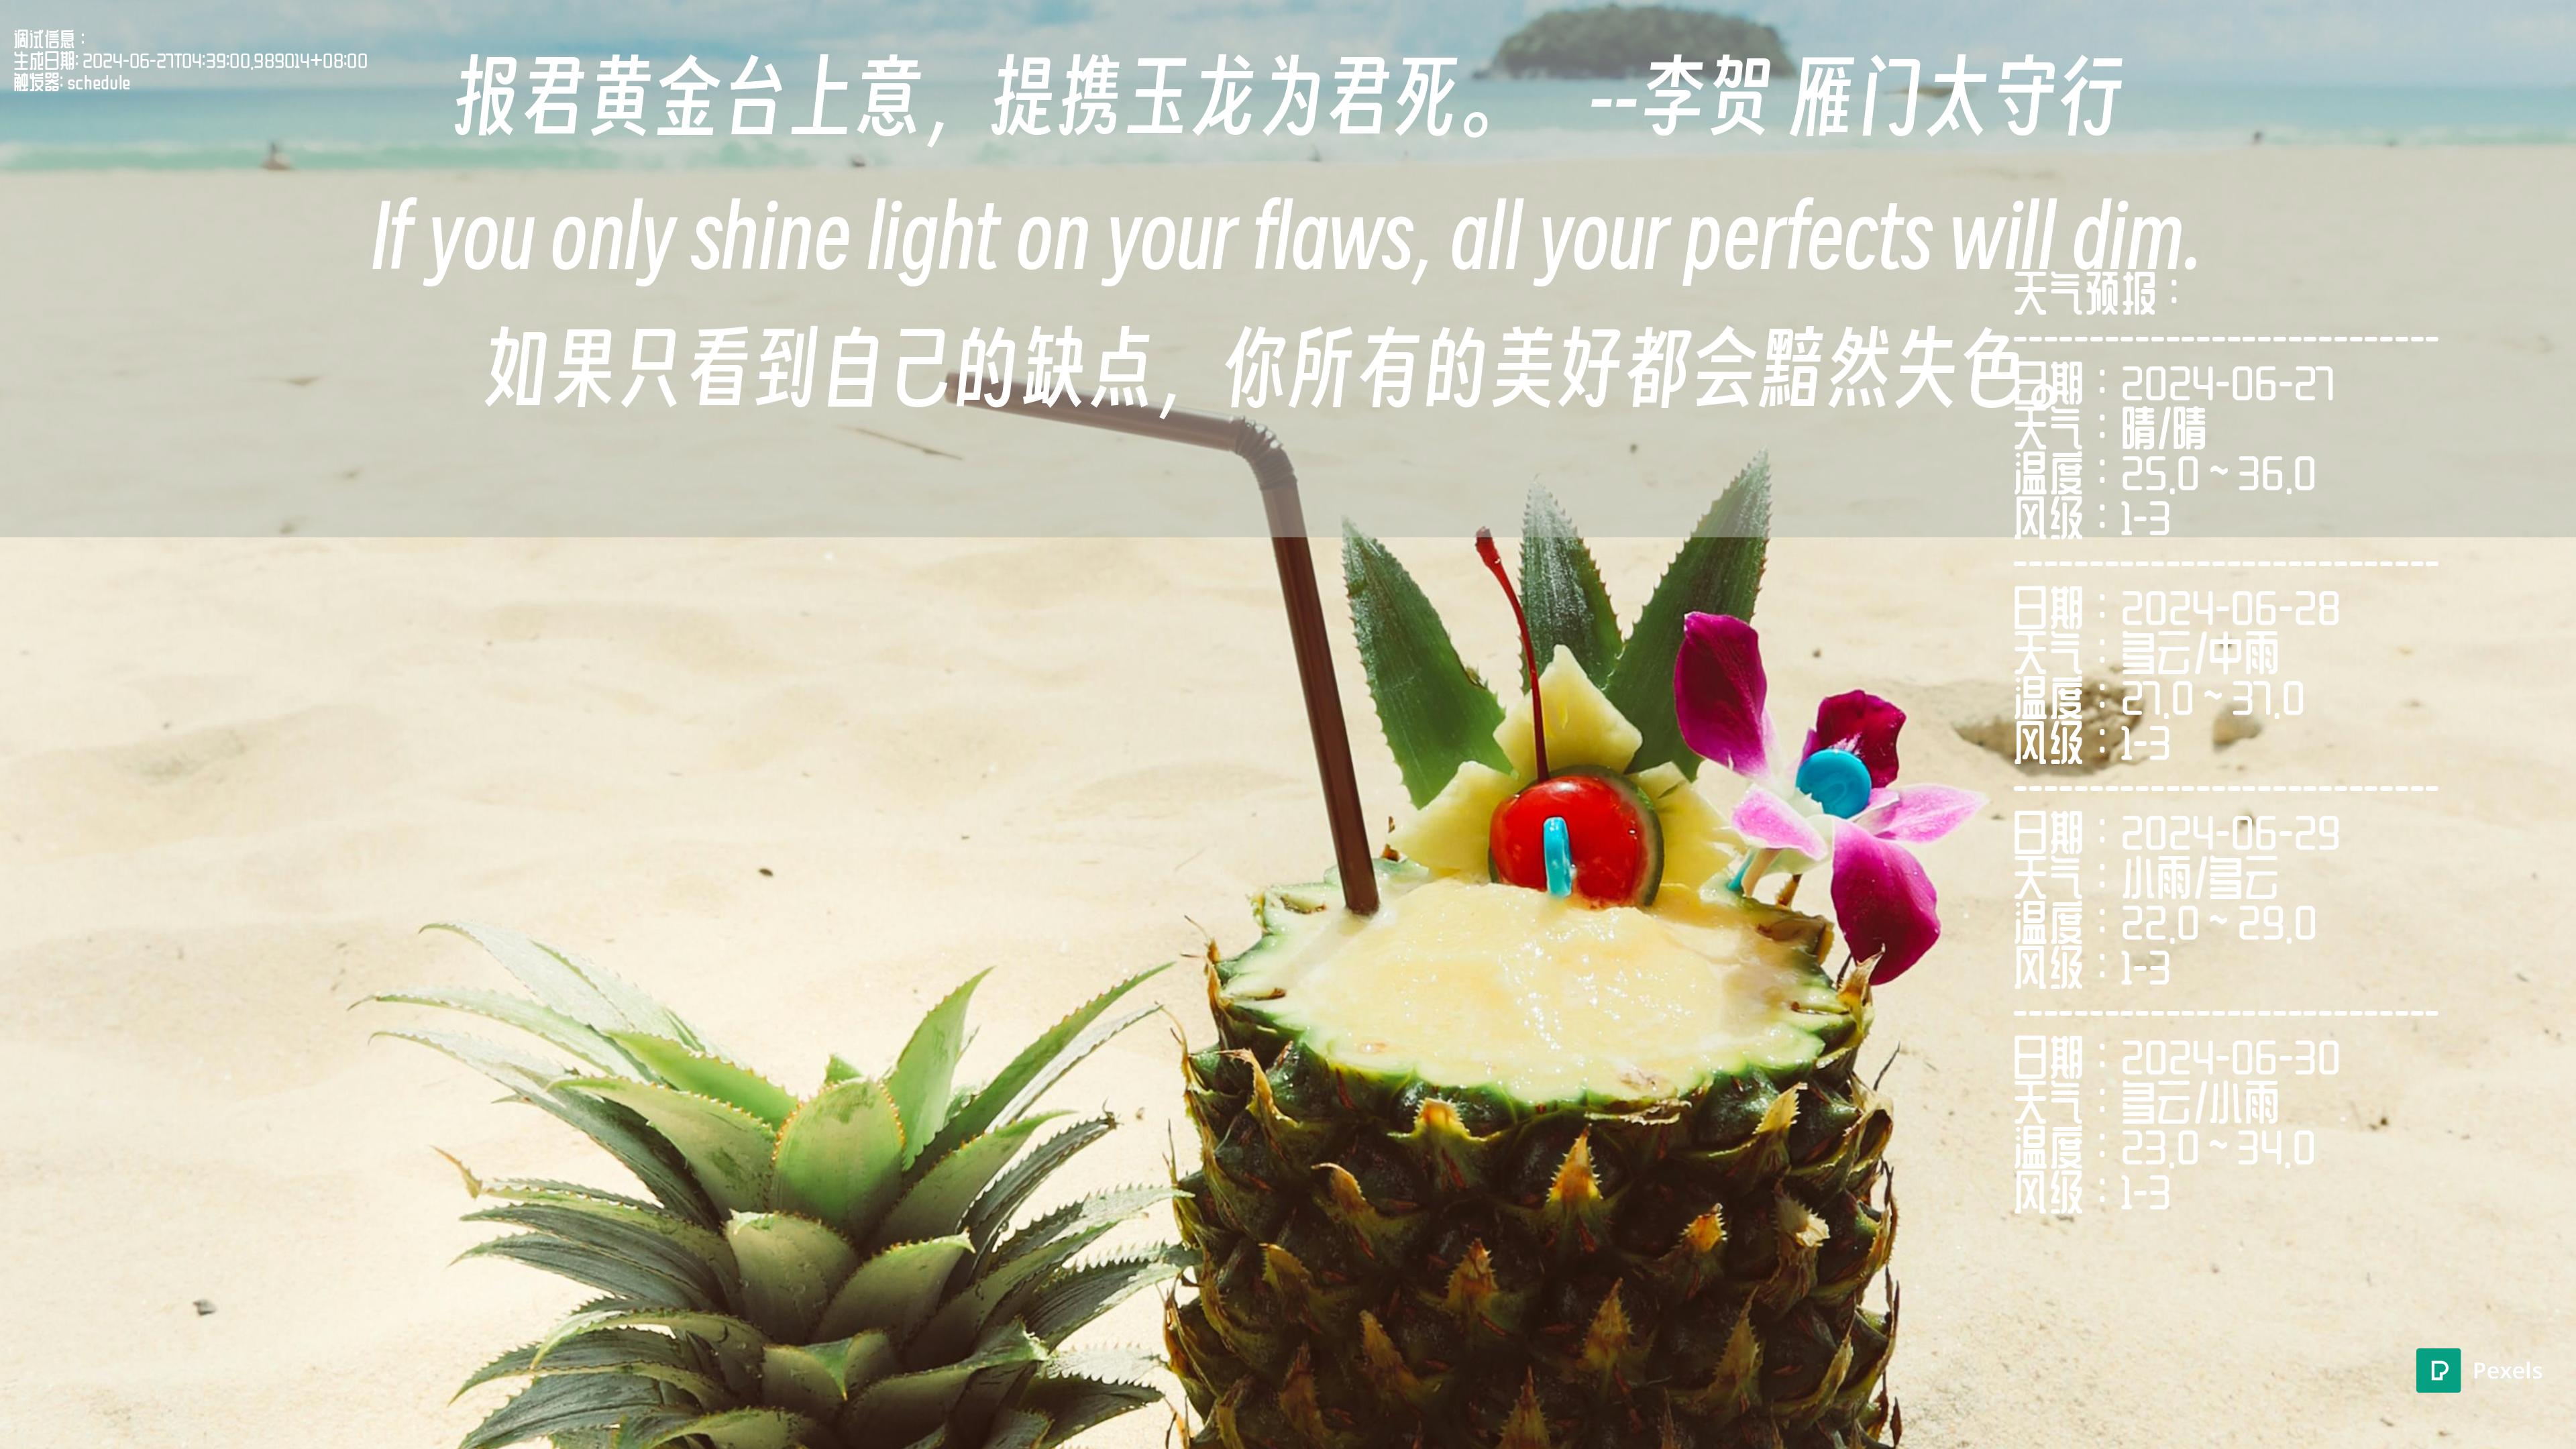 调试信息：
生成日期: 2024-06-27T04:39:00.989014+08:00
触发器: schedule
报君黄金台上意，提携玉龙为君死。 --李贺 雁门太守行
If you only shine light on your flaws, all your perfects will dim.
如果只看到自己的缺点，你所有的美好都会黯然失色。
天气预报：
----------------------------
日期：2024-06-27
天气：晴/晴
温度：25.0 ~ 36.0
风级：1-3
----------------------------
日期：2024-06-28
天气：多云/中雨
温度：27.0 ~ 37.0
风级：1-3
----------------------------
日期：2024-06-29
天气：小雨/多云
温度：22.0 ~ 29.0
风级：1-3
----------------------------
日期：2024-06-30
天气：多云/小雨
温度：23.0 ~ 34.0
风级：1-3
Pexels